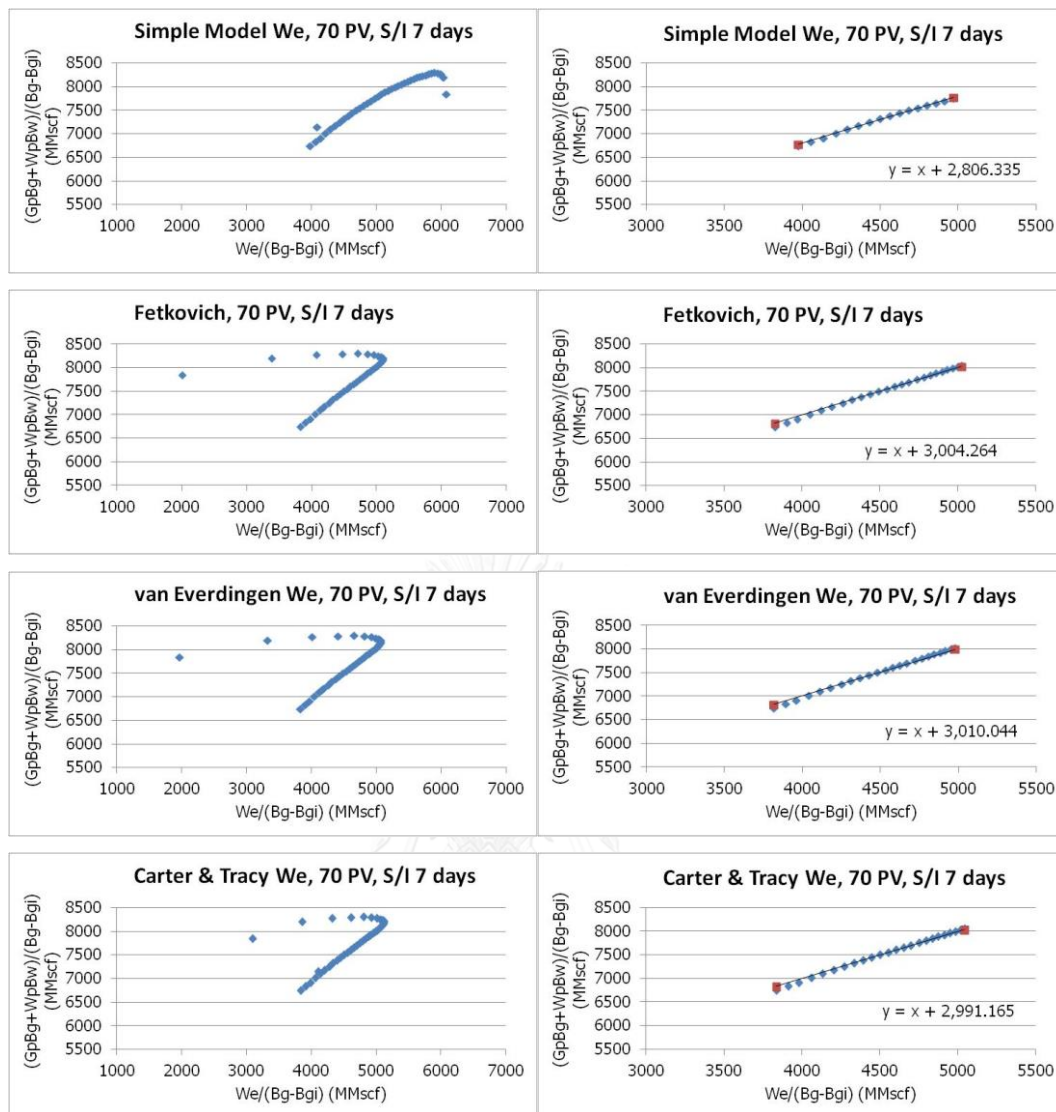 Simple Model We, 70 PV, S/I 7 days
(GpBg+WpBw)/(Bg-Bgi)
(MMscf)
8500
8000
7500
7000
6500
6000
5500
1000 2000 3000 4000 5000 6000 7000
We/(Bg-Bgi) (MMscf)
Simple Model We, 70 PV, S/I 7 days
(GpBg+WpBw)/(Bg-Bgi)
(MMscf)
8500
8000
7500
7000
6500
6000
5500
y = x + 2,806.335
3000 3500 4000 4500 5000 5500
We/(Bg-Bgi) (MMscf)
Fetkovich, 70 PV, S/I 7 days
(GpBg+WpBw)/(Bg-Bgi)
(MMscf)
8500
8000
7500
7000
6500
6000
5500
1000 2000 3000 4000 5000 6000 7000
We/(Bg-Bgi) (MMscf)
Fetkovich, 70 PV, S/I 7 days
(GpBg+WpBw)/(Bg-Bgi)
(MMscf)
8500
8000
7500
7000
6500
6000
5500
y = x + 3,004.264
3000 3500 4000 4500 5000 5500
We/(Bg-Bgi) (MMscf)
van Everdingen We, 70 PV, S/I 7 days
(GpBg+WpBw)/(Bg-Bgi)
(MMscf)
8500
8000
7500
7000
6500
6000
5500
1000 2000 3000 4000 5000 6000 7000
We/(Bg-Bgi) (MMscf)
van Everdingen We, 70 PV, S/I 7 days
(GpBg+WpBw)/(Bg-Bgi)
(MMscf)
8500
8000
7500
7000
6500
6000
5500
y = x + 3,010.044
3000 3500 4000 4500 5000 5500
We/(Bg-Bgi) (MMscf)
Carter & Tracy We, 70 PV, S/I 7 days
(GpBg+WpBw)/(Bg-Bgi)
(MMscf)
8500
8000
7500
7000
6500
6000
5500
1000 2000 3000 4000 5000 6000 7000
We/(Bg-Bgi) (MMscf)
Carter & Tracy We, 70 PV, S/I 7 days
(GpBg+WpBw)/(Bg-Bgi)
(MMscf)
8500
8000
7500
7000
6500
6000
5500
y = x + 2,991.165
3000 3500 4000 4500 5000 5500
We/(Bg-Bgi) (MMscf)